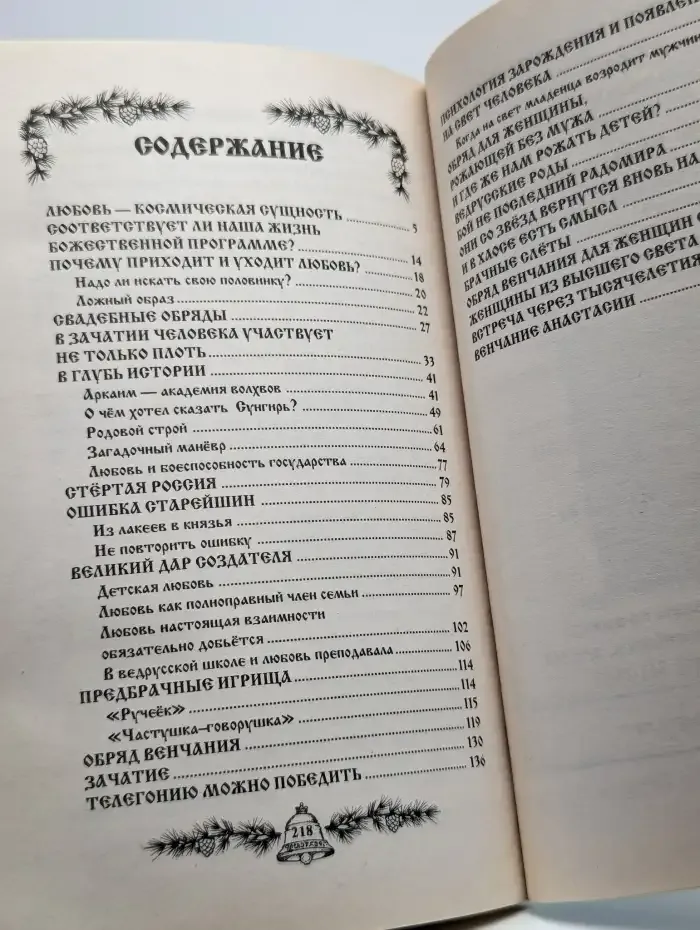 СОДЕРЖАНИЕ
ЛЮБОВЬ — КОСМИЧЕСКАЯ СУЩНОСТЬ ........ 5
СООТВЕТСТВУЕТ ЛИ НАША ЖИЗНЬ
БОЖЕСТВЕННОЙ ПРОГРАММЕ? ........ 14
ПОЧЕМУ ПРИХОДИТ И УХОДИТ ЛЮБОВЬ? ........ 18
Надо ли искать свою половинку? ........ 20
Ложный образ ........ 22
СВАДЕБНЫЕ ОБРЯДЫ ........ 27
В ЗАЧАТИИ ЧЕЛОВЕКА УЧАСТВУЕТ
НЕ ТОЛЬКО ПЛОТЬ ........ 33
В ГЛУБЬ ИСТОРИИ ........ 41
Аркаим — академия волхвов ........ 41
О чём хотел сказать Сунгирь? ........ 49
Родовой строй ........ 61
Загадочный манёвр ........ 64
Любовь и боеспособность государства ........ 77
СТЁРТАЯ РОССИЯ ........ 79
ОШИБКА СТАРЕЙШИН ........ 85
Из лакеев в князья ........ 85
Не повторить ошибку ........ 87
ВЕЛИКИЙ ДАР СОЗДАТЕЛЯ ........ 91
Детская любовь ........ 91
Любовь как полноправный член семьи ........ 97
Любовь настоящая взаимности
обязательно добьётся ........ 102
В ведрусской школе и любовь преподавала ........ 106
ПРЕДБРАЧНЫЕ ИГРИЩА ........ 114
«Ручеёк» ........ 114
«Частушка-говорушка» ........ 115
ОБРЯД ВЕНЧАНИЯ ........ 119
ЗАЧАТИЕ ........ 130
ТЕЛЕГОНИЮ МОЖНО ПОБЕДИТЬ ........ 136
218
ПСИХОЛОГИЯ ЗАРОЖДЕНИЯ И ПОЯВЛЕН
НА СВЕТ ЧЕЛОВЕКА ........
Когда на свет младенца возродит мужчин
ОБРЯД ДЛЯ ЖЕНЩИНЫ,
РОЖАЮЩЕЙ БЕЗ МУЖА ........
И ГДЕ ЖЕ НАМ РОЖАТЬ ДЕТЕЙ? ........
ВЕДРУССКИЕ РОДЫ ........
БОЙ НЕ ПОСЛЕДНИЙ РАДОМИРА ........
ОНИ СО ЗВЁЗД ВЕРНУТСЯ ВНОВЬ НА
И В ХАОСЕ ЕСТЬ СМЫСЛ ........
БРАЧНЫЕ СЛЁТЫ ........
ОБРЯД ВЕНЧАНИЯ ДЛЯ ЖЕНЩИН С
ЖЕНЩИНЫ ИЗ ВЫСШЕГО СВЕТА
ВСТРЕЧА ЧЕРЕЗ ТЫСЯЧЕЛЕТИЯ
ВЕНЧАНИЕ АНАСТАСИИ ........